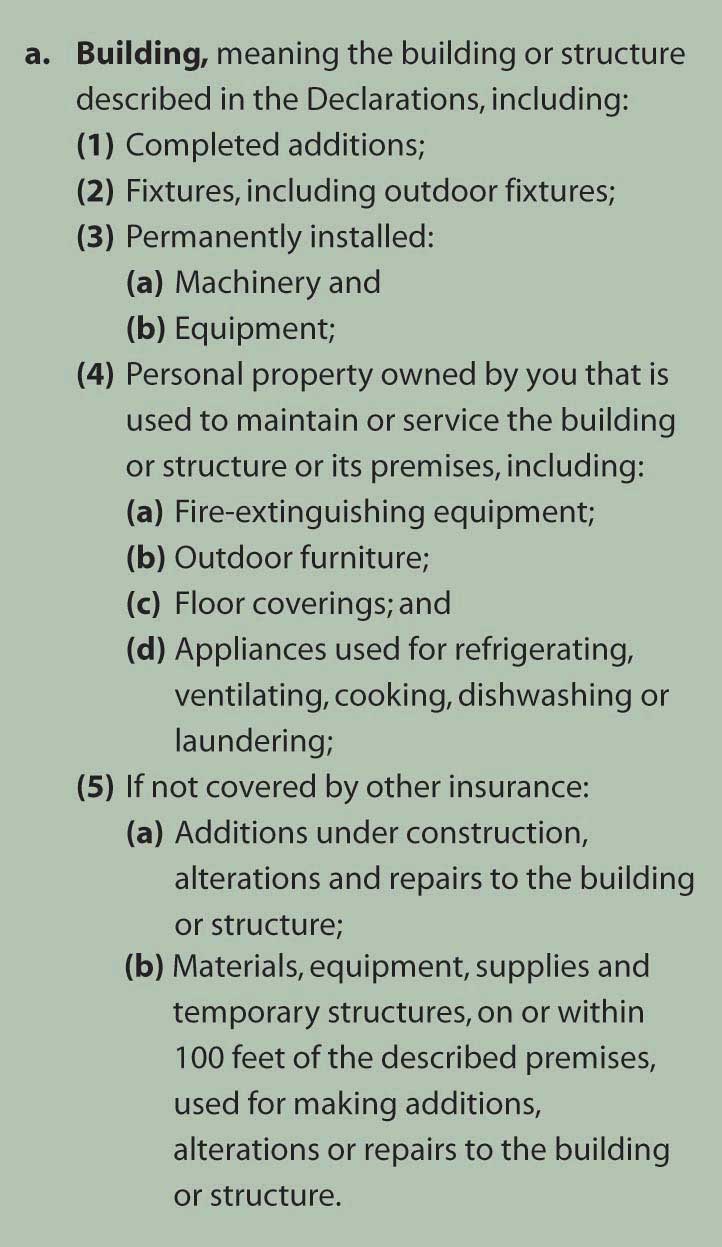 a. Building, meaning the building or structure
described in the Declarations, including:
(1) Completed additions;
(2) Fixtures, including outdoor fixtures;
(3) Permanently installed:
(a) Machinery and
(b) Equipment;
(4) Personal property owned by you that is
used to maintain or service the building
or structure or its premises, including:
(a) Fire-extinguishing equipment;
(b) Outdoor furniture;
(c) Floor coverings; and
(d) Appliances used for refrigerating,
ventilating, cooking, dishwashing or
laundering;
(5) If not covered by other insurance:
(a) Additions under construction,
alterations and repairs to the building
or structure;
(b) Materials, equipment, supplies and
temporary structures, on or within
100 feet of the described premises,
used for making additions,
alterations or repairs to the building
or structure.